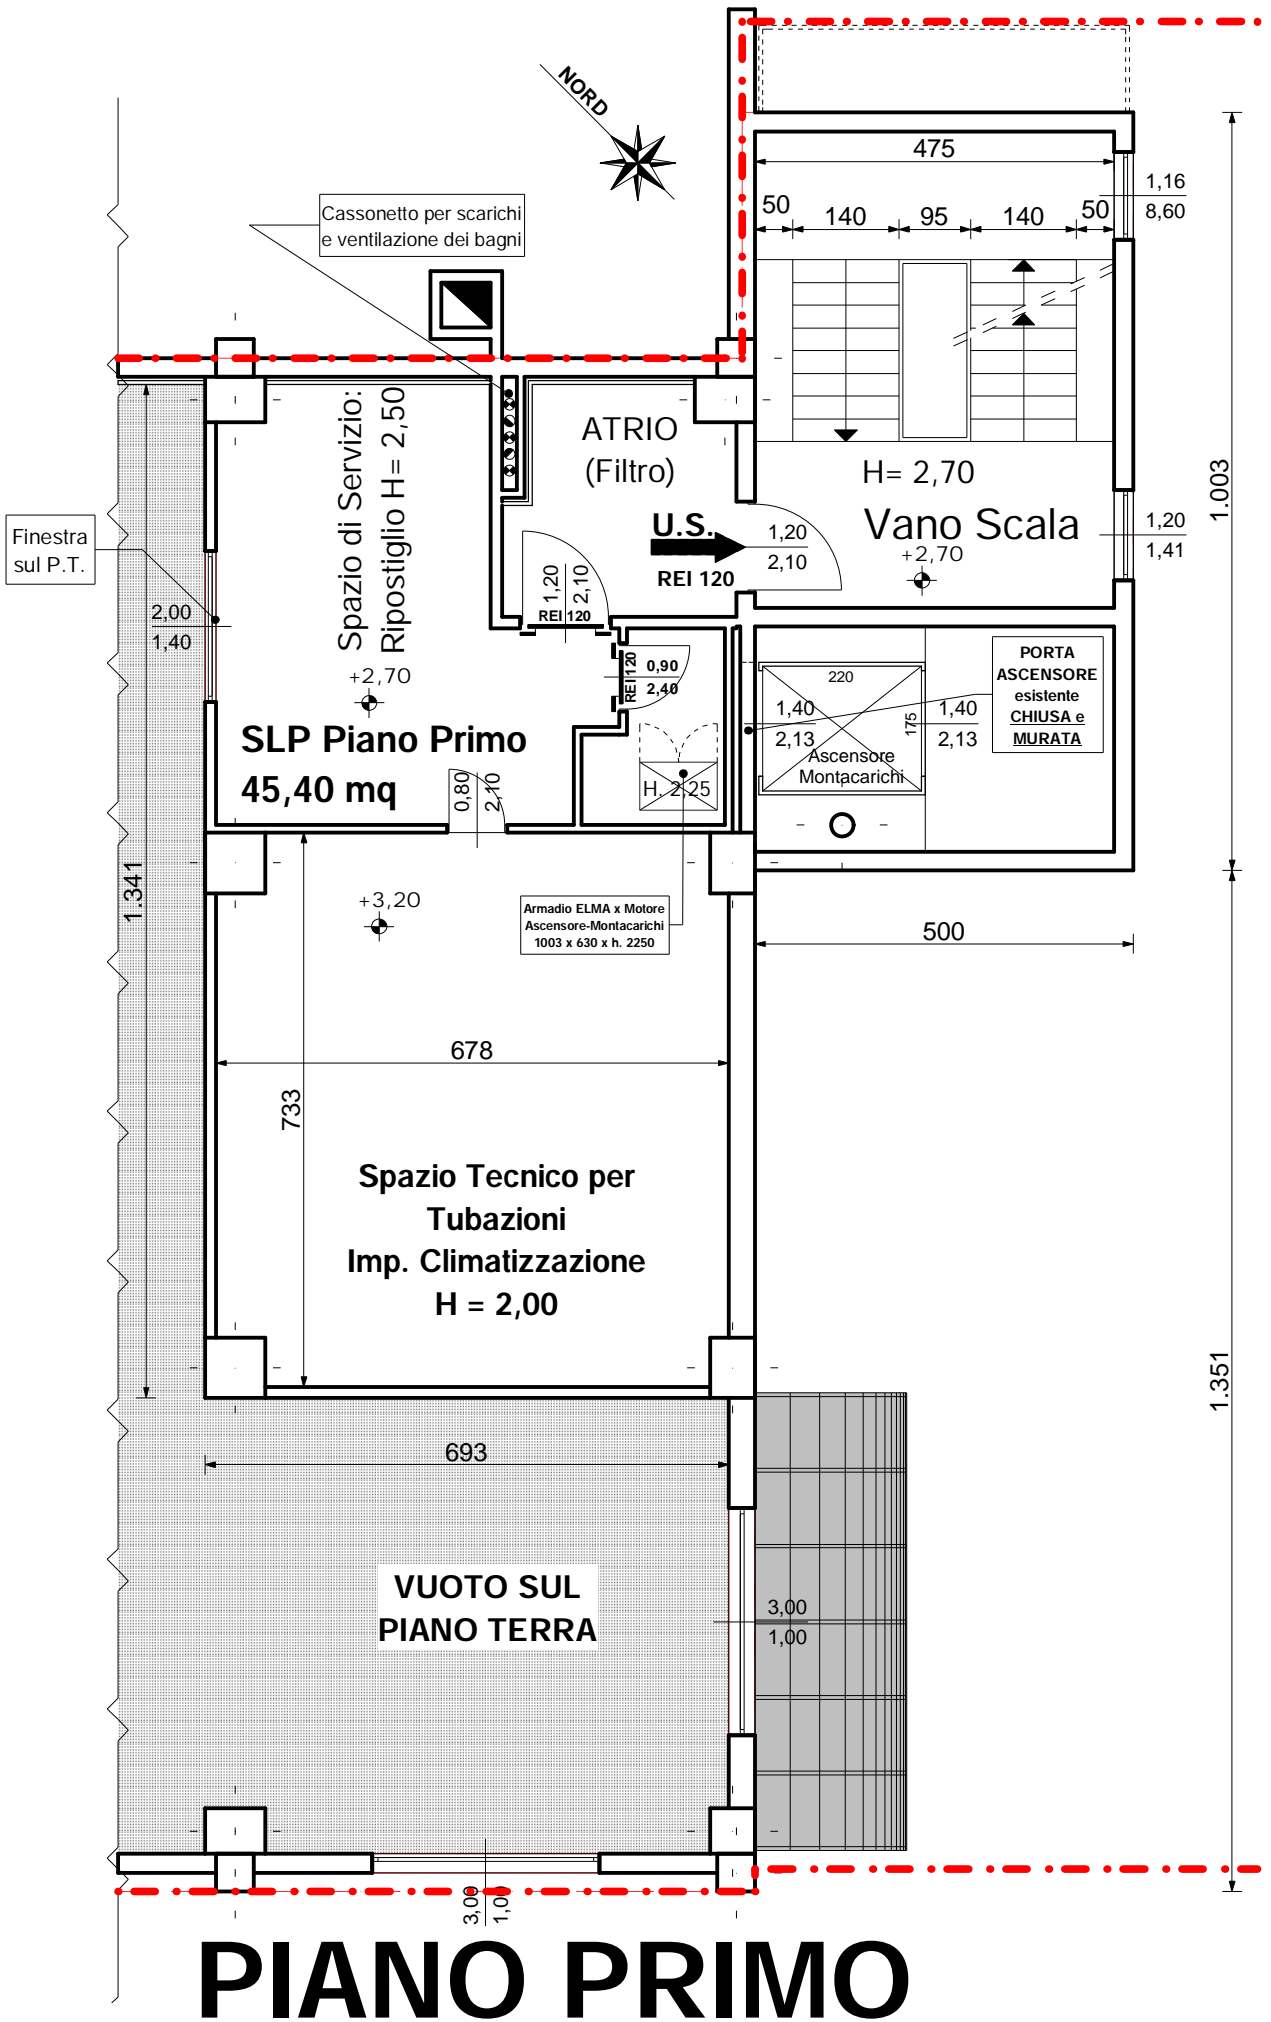 NORD
475
1,16
8,60
50
140
95
140
50
Cassonetto per scarichi
e ventilazione dei bagni
Spazio di Servizio:
Ripostiglio H= 2,50
ATRIO
(Filtro)
H= 2,70
Vano Scala
+2,70
1.003
U.S.
REI 120
1,20
2,10
1,20
1,41
Finestra
sul P.T.
2,00
1,40
1,20
2,10
REI 120
REI 120
0,90
2,40
+2,70
SLP Piano Primo
45,40 mq
0,80
2,10
H. 2,25
220
175
1,40
2,13
1,40
2,13
Ascensore
Montacarichi
PORTA
ASCENSORE
esistente
CHIUSA e
MURATA
1.341
+3,20
Armadio ELMA x Motore
Ascensore-Montacarichi
1003 x 630 x h. 2250
500
678
733
Spazio Tecnico per
Tubazioni
Imp. Climatizzazione
H = 2,00
1.351
693
VUOTO SUL
PIANO TERRA
3,00
1,00
3,00
1,00
PIANO PRIMO